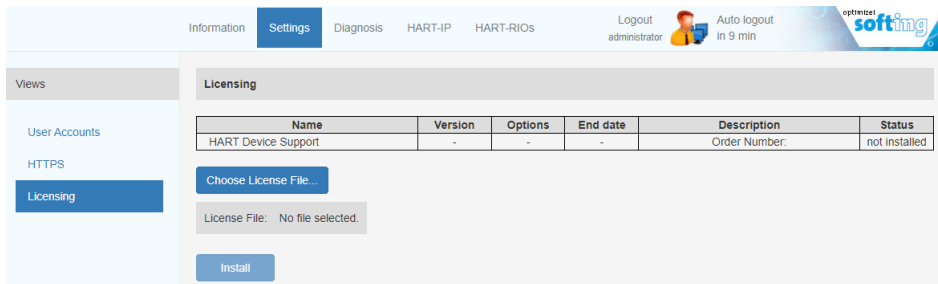 Information Settings Diagnosis HART-IP HART-RIOs Logout administrator Auto logout in 9 min optimize! softing
Views
User Accounts
HTTPS
Licensing
Licensing
Name Version Options End date Description Status
HART Device Support - - - Order Number: not installed
Choose License File...
License File: No file selected.
Install